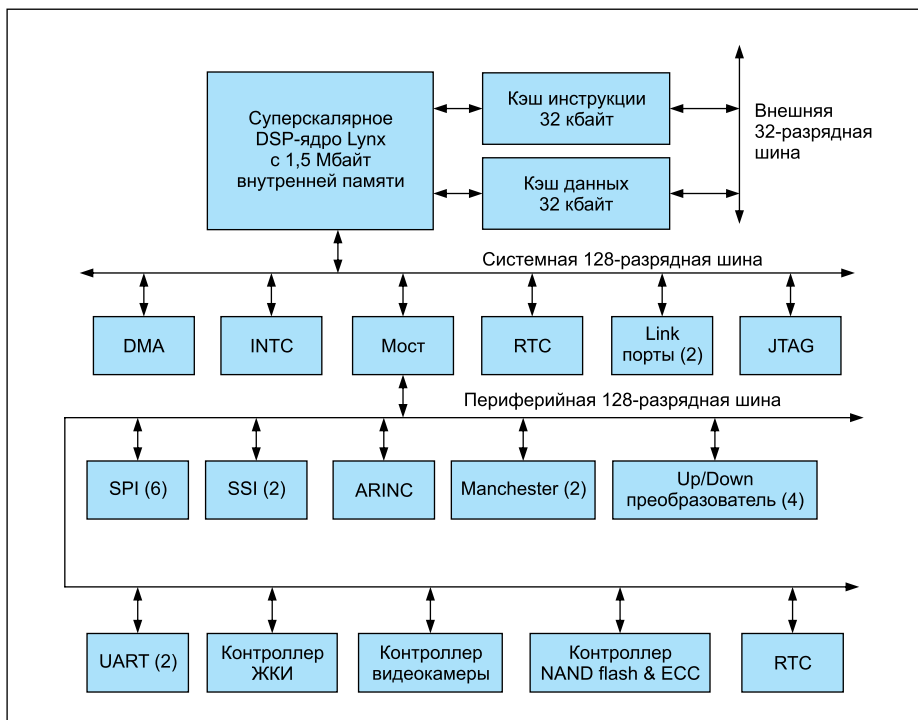 Суперскалярное
DSP-ядро Lynx
с 1,5 Мбайт
внутренней памяти
Кэш инструкции
32 кбайт
Кэш данных
32 кбайт
Внешняя
32-разрядная
шина
Системная 128-разрядная шина
DMA
INTC
Мост
RTC
Link
порты (2)
JTAG
Периферийная 128-разрядная шина
SPI (6)
SSI (2)
ARINC
Manchester (2)
Up/Down
преобразователь (4)
UART (2)
Контроллер
ЖКИ
Контроллер
видеокамеры
Контроллер
NAND flash & ECC
RTC